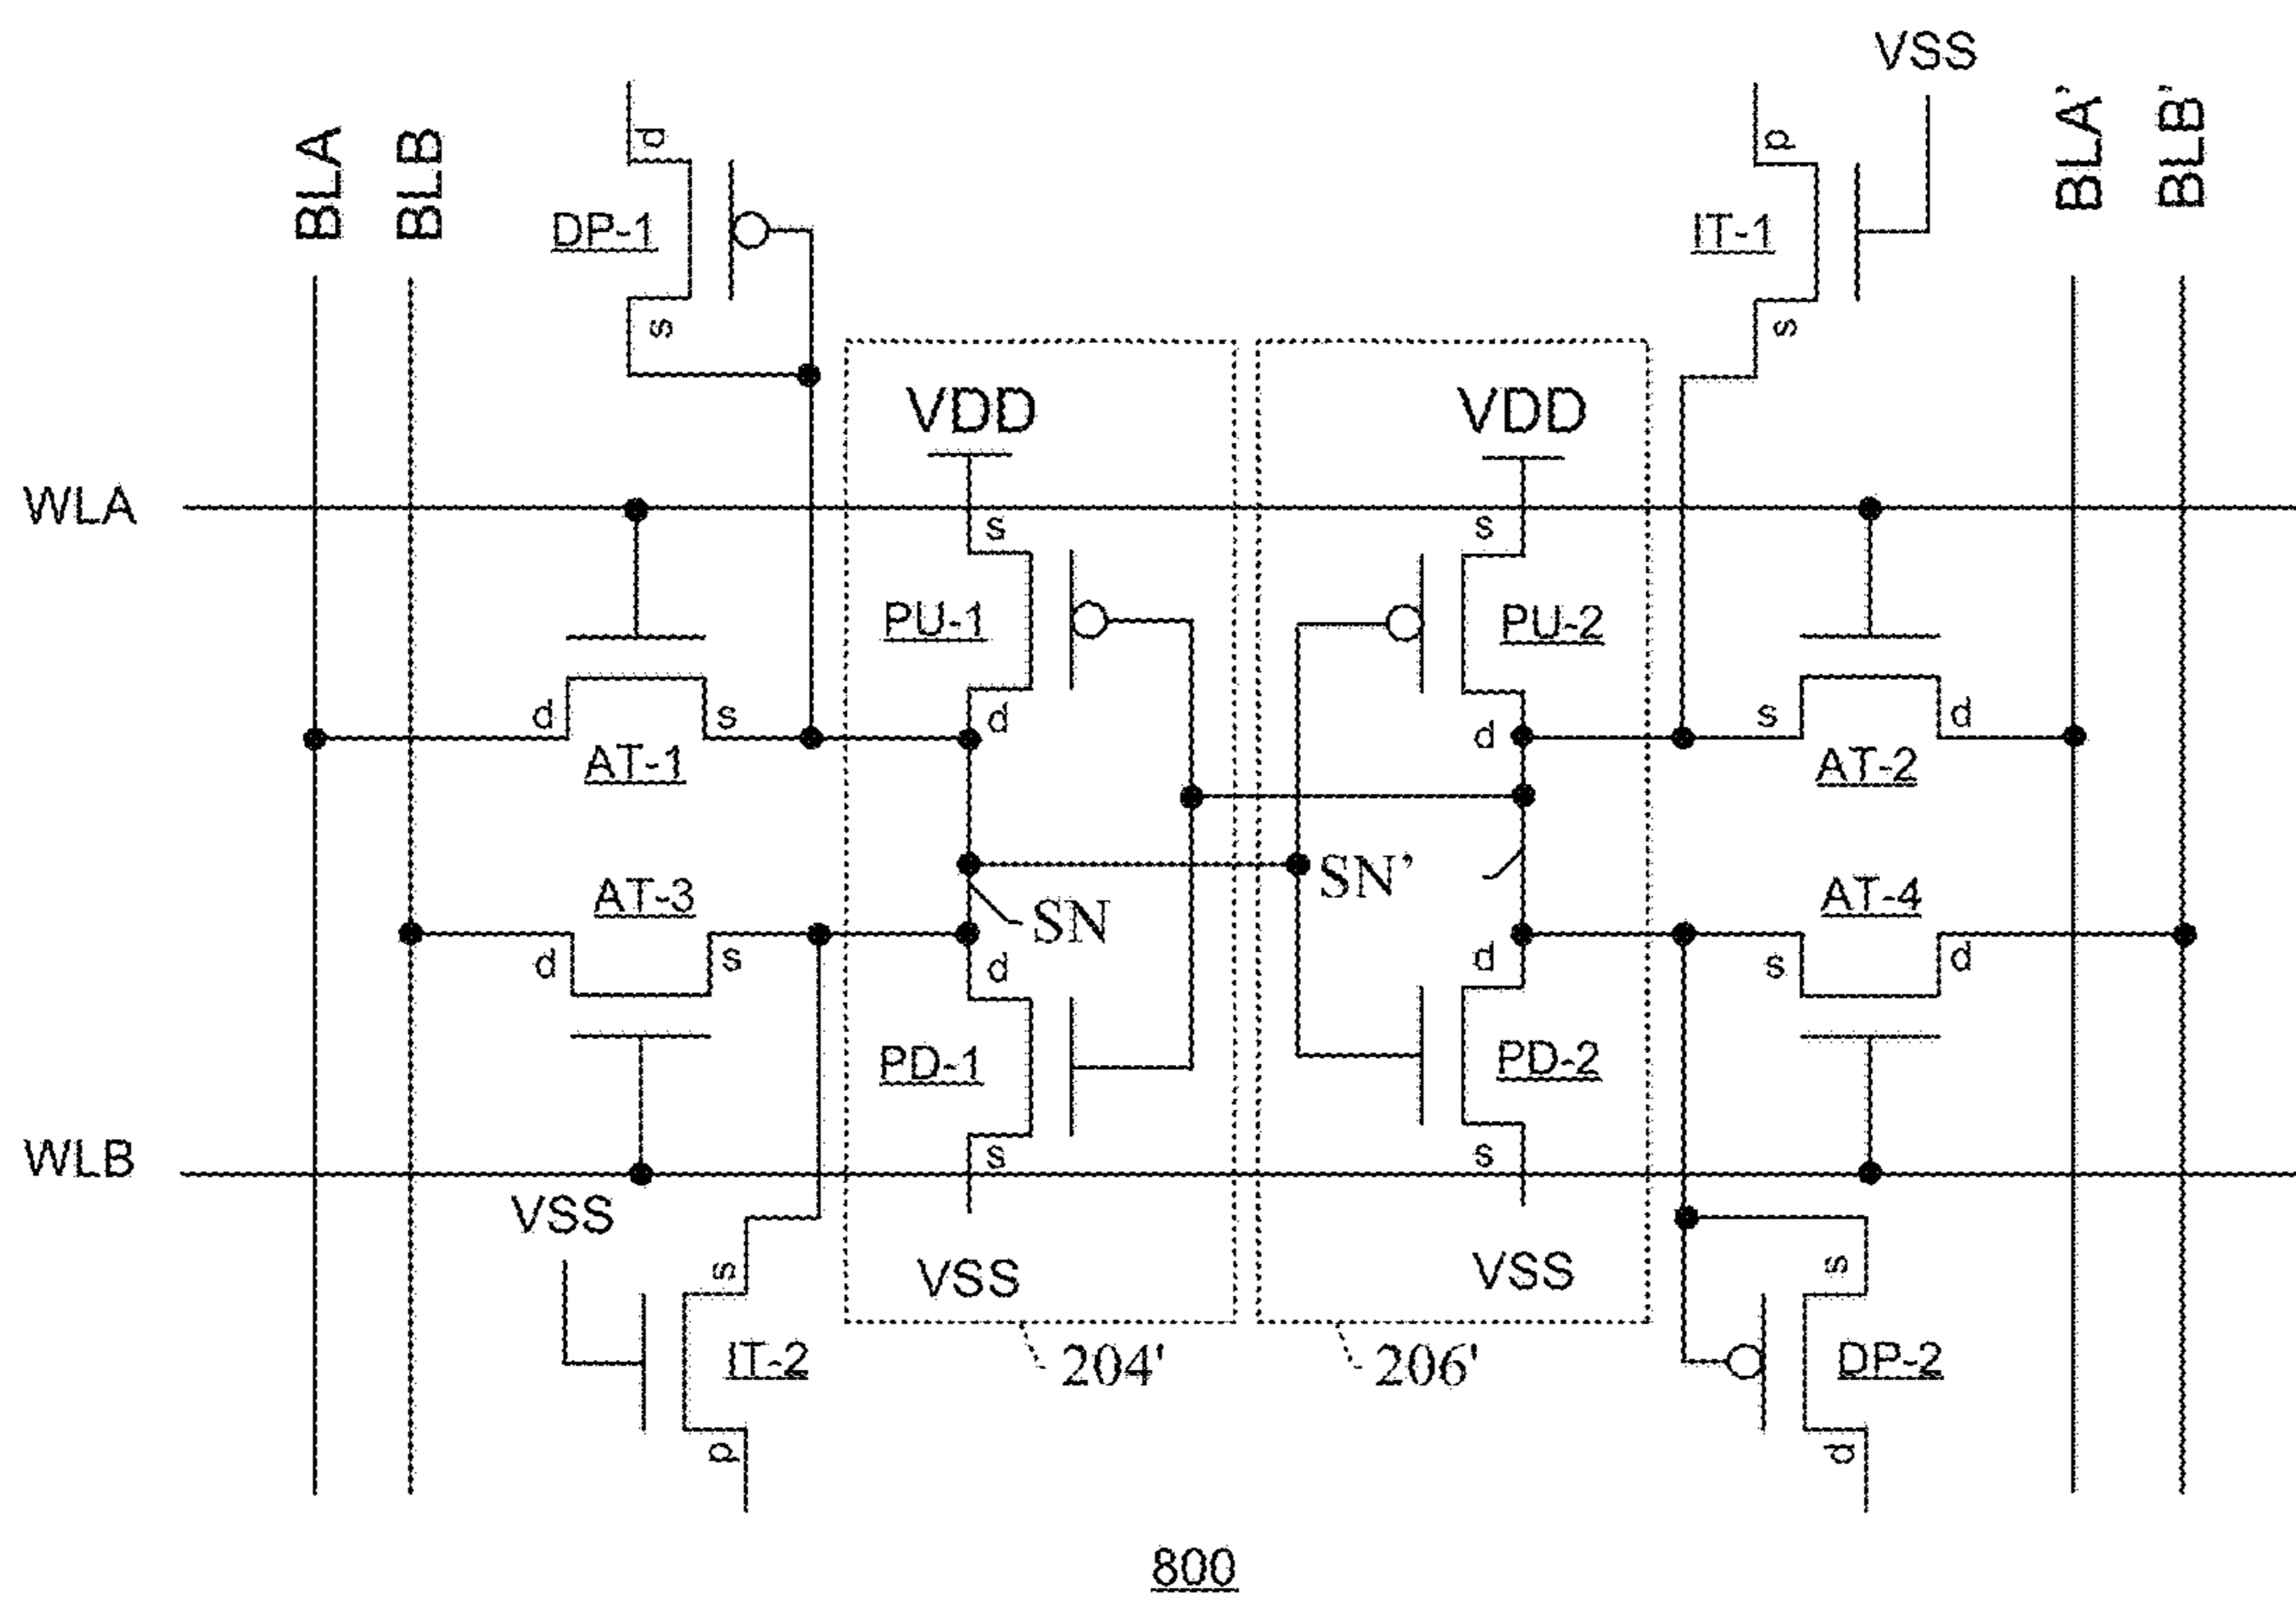 VSS
BLA
BLB
d
DP-1
s
d
IT-1
s
BLA'
BLB'
VDD
VDD
WLA
s
s
PU-1
PU-2
d
s
AT-1
d
d
s
d
AT-2
AT-3
SN
SN'
AT-4
d
s
d
d
s
d
PD-1
PD-2
s
s
WLB
VSS
VSS
VSS
s
s
IT-2
204'
206'
DP-2
d
d
800